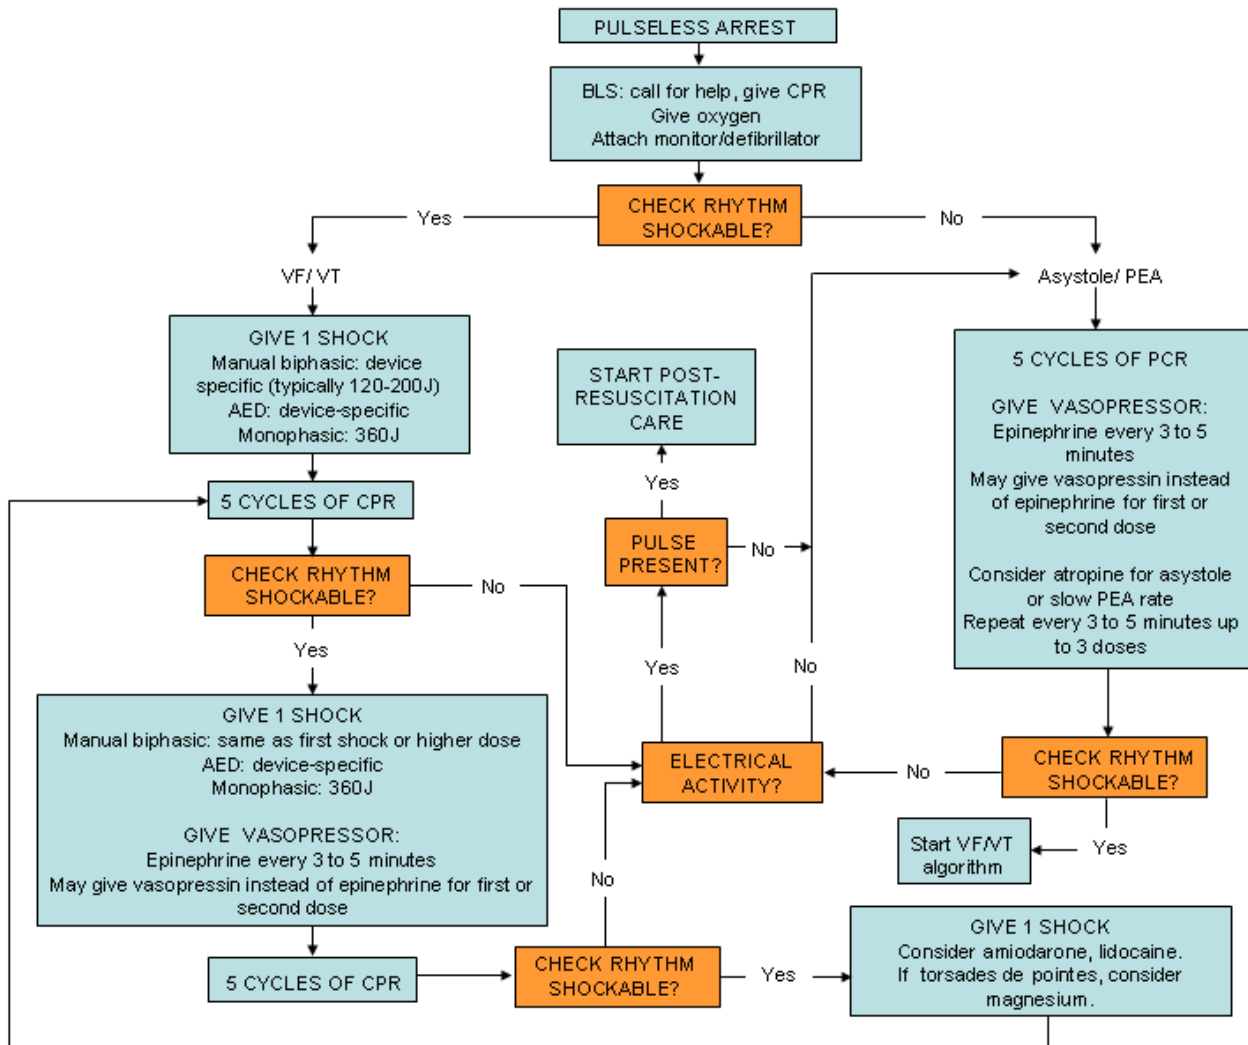 PULSELESS ARREST
BLS: call for help, give CPR
Give oxygen
Attach monitor/defibrillator
CHECK RHYTHM
SHOCKABLE?
Yes
No
VF/ VT
Asystole/ PEA
GIVE 1 SHOCK
Manual biphasic: device
specific (typically 120-200J)
AED: device-specific
Monophasic: 360J
5 CYCLES OF CPR
CHECK RHYTHM
SHOCKABLE?
No
Yes
GIVE 1 SHOCK
Manual biphasic: same as first shock or higher dose
AED: device-specific
Monophasic: 360J
GIVE VASOPRESSOR:
Epinephrine every 3 to 5 minutes
May give vasopressin instead of epinephrine for first or
second dose
5 CYCLES OF CPR
CHECK RHYTHM
SHOCKABLE?
No
Yes
GIVE 1 SHOCK
Consider amiodarone, lidocaine.
If torsades de pointes, consider
magnesium.
START POST-
RESUSCITATION
CARE
Yes
PULSE
PRESENT?
No
Yes
No
ELECTRICAL
ACTIVITY?
5 CYCLES OF PCR
GIVE VASOPRESSOR:
Epinephrine every 3 to 5
minutes
May give vasopressin instead
of epinephrine for first or
second dose
Consider atropine for asystole
or slow PEA rate
Repeat every 3 to 5 minutes up
to 3 doses
CHECK RHYTHM
SHOCKABLE?
No
Yes
Start VF/VT
algorithm